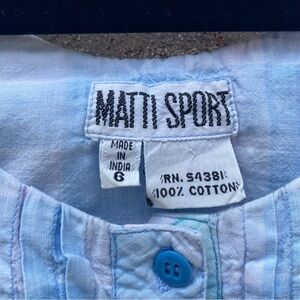 MATTI SPORT
MADE
IN
INDIA
6
RN. 54381
100% COTTON